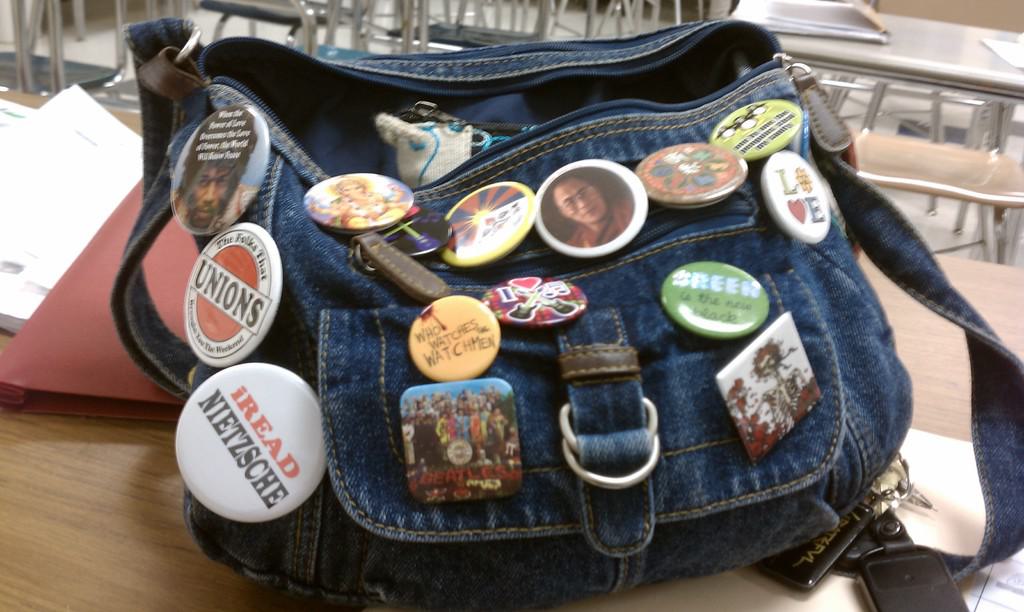 When the
Power of Love
Overcomes the Love
of Power, the World
Will Know Peace
The Folks That
UNIONS
Brought You The Weekend
iREAD
NIETZSCHE
WHO
WATCHES THE
WATCHMEN
I
BEATLES
GREEN
is the new
black
L
E